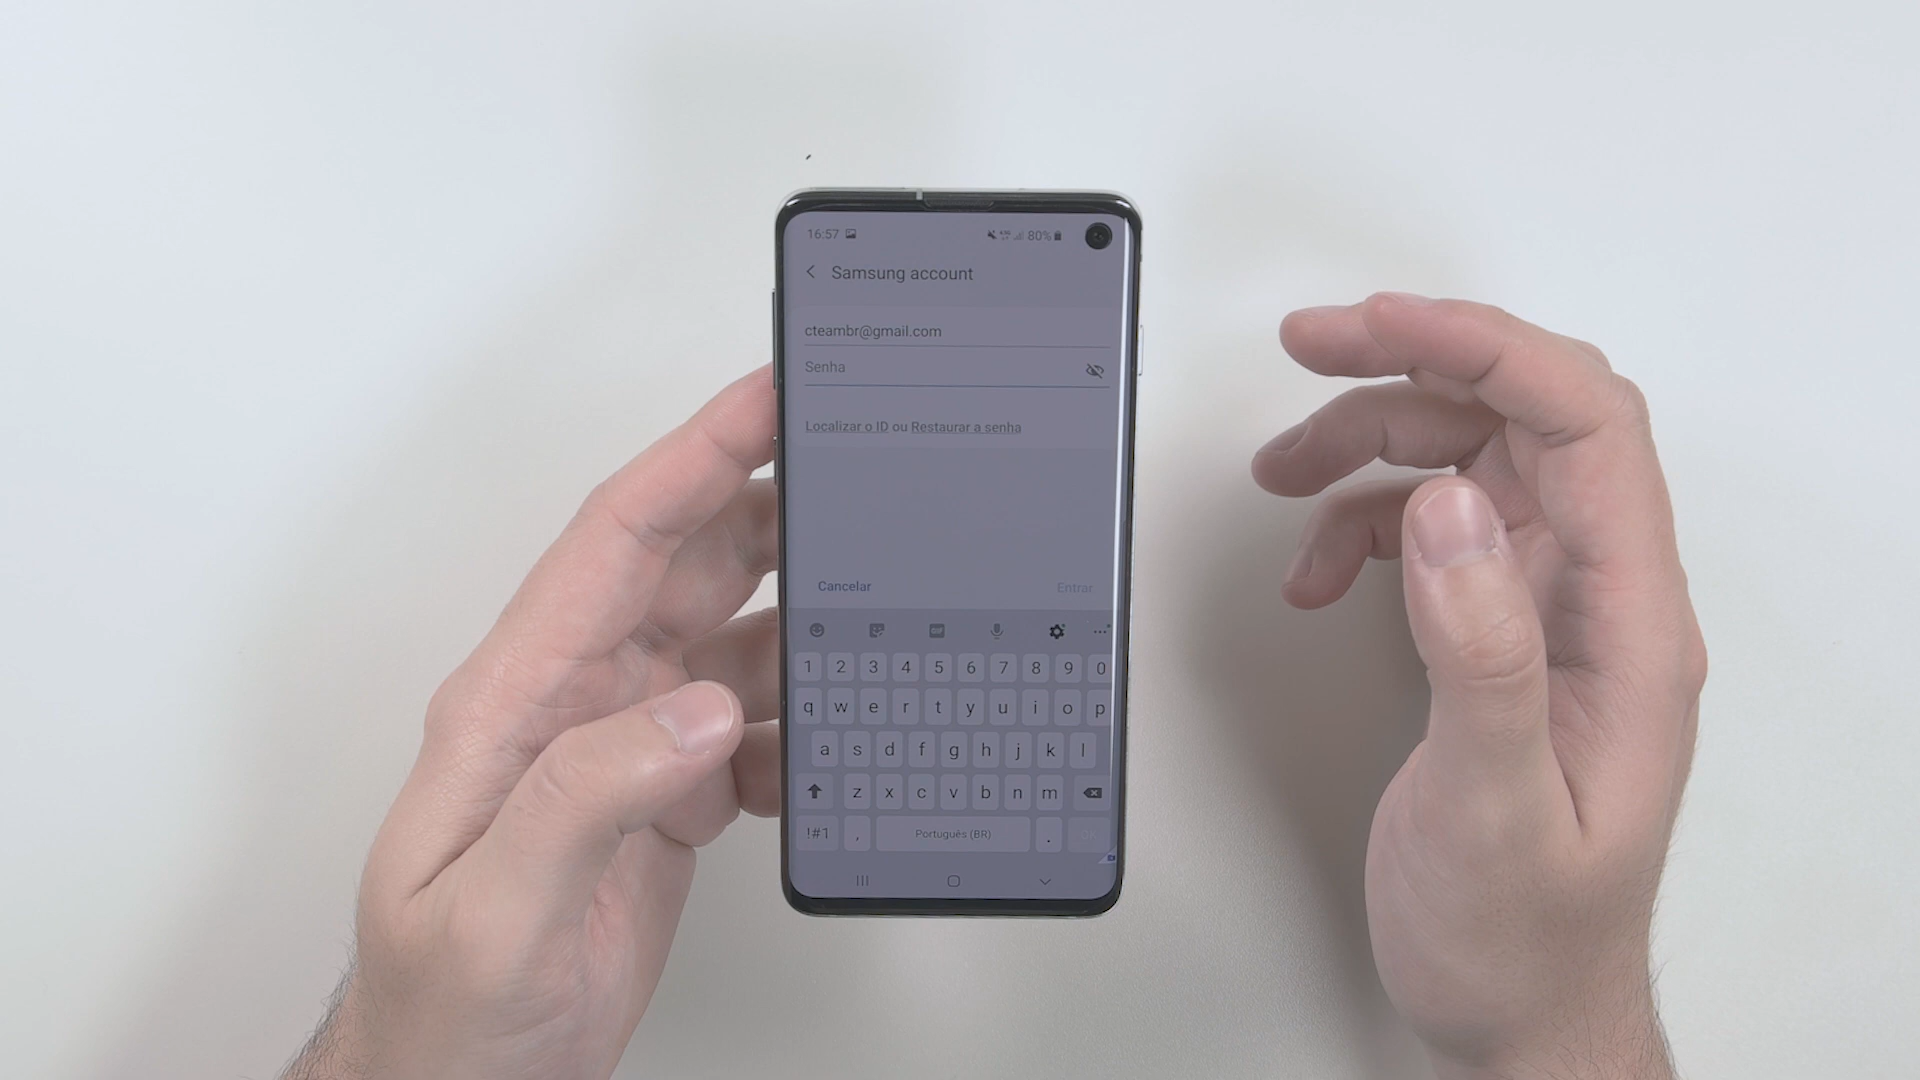 16:57 80%
Samsung account
cteambr@gmail.com
Senha
Localizar o ID ou Restaurar a senha
Cancelar Entrar
GIF
1 2 3 4 5 6 7 8 9 0
q w e r t y u i o p
a s d f g h j k l
z x c v b n m
!#1 , Português (BR) .